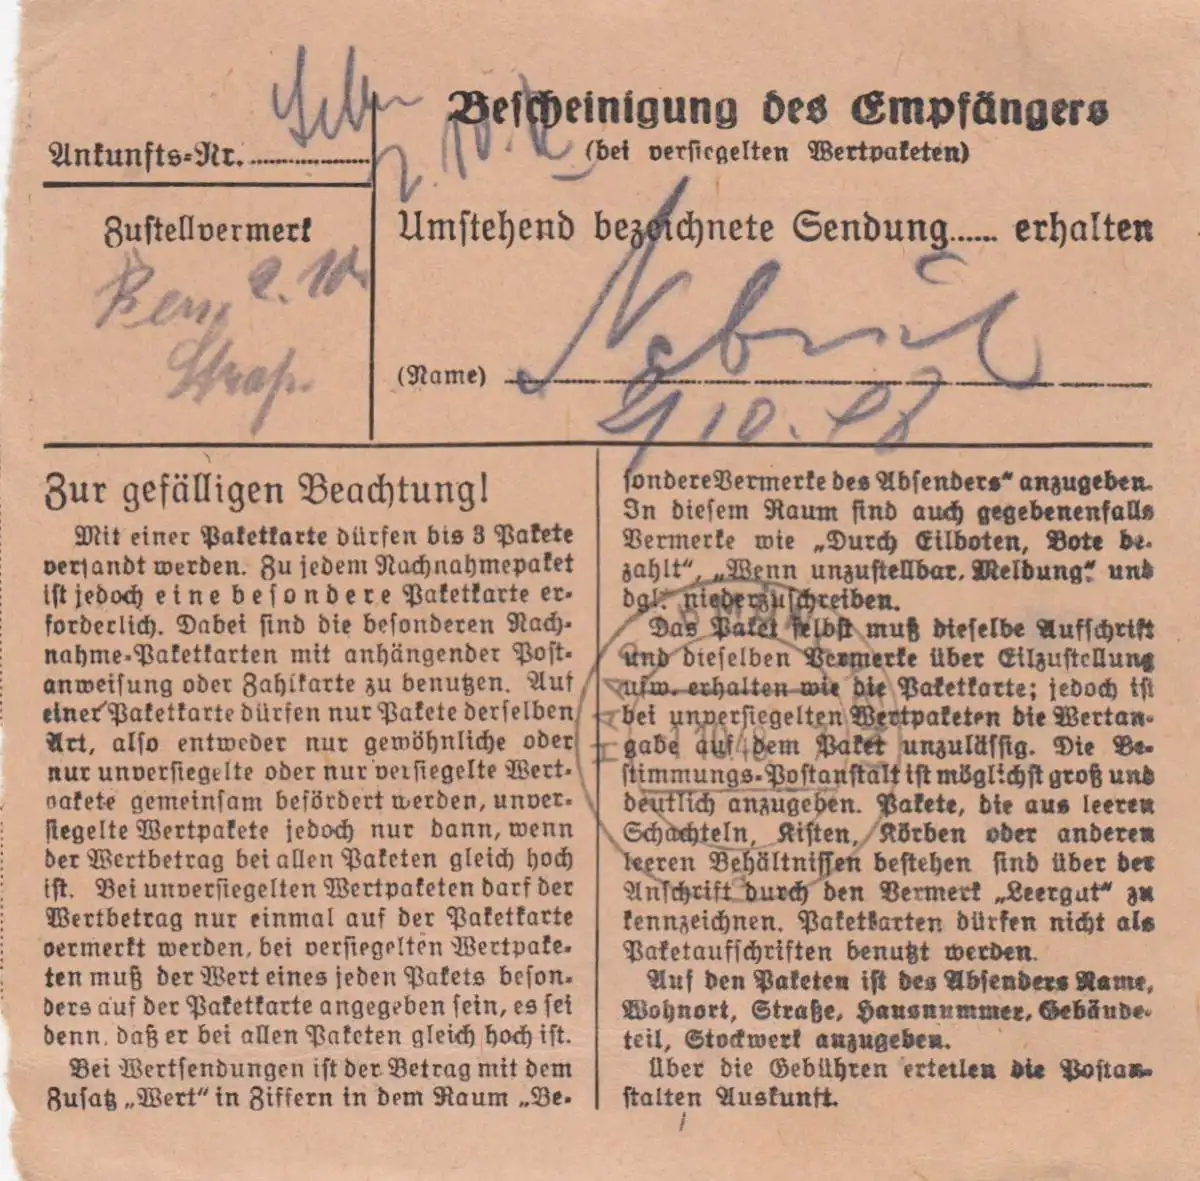 Bescheinigung des Empfängers
(bei versiegelten Wertpaketen)
Ankunfts-Nr.
Zustellvermerk
2.10.
Umstehend bezeichnete Sendung...... erhalten
(Name)
10.48
Zur gefälligen Beachtung!
Mit einer Paketkarte dürfen bis 3 Pakete
versandt werden. Zu jedem Nachnahmepaket
ist jedoch eine besondere Paketkarte er-
forderlich. Dabei sind die besonderen Nach-
nahme-Paketkarten mit anhängender Post-
anweisung oder Zahlkarte zu benutzen. Auf
einer Paketkarte dürfen nur Pakete derselben
Art, also entweder nur gewöhnliche oder
nur unversiegelte oder nur versiegelte Wert-
pakete gemeinsam befördert werden, unver-
siegelte Wertpakete jedoch nur dann, wenn
der Wertbetrag bei allen Paketen gleich hoch
ist. Bei unversiegelten Wertpaketen darf der
Wertbetrag nur einmal auf der Paketkarte
vermerkt werden, bei versiegelten Wertpake-
ten muß der Wert eines jeden Pakets beson-
ders auf der Paketkarte angegeben sein, es sei
denn, daß er bei allen Paketen gleich hoch ist.
Bei Wertsendungen ist der Betrag mit dem
Zusatz „Wert“ in Ziffern in dem Raum „Be-
sondere Vermerke des Absenders“ anzugeben.
In diesem Raum sind auch gegebenenfalls
Vermerke wie „Durch Eilboten, Bote be-
zahlt“, „Wenn unzustellbar, Meldung“ und
dgl. niederzuschreiben.
Das Paket selbst muß dieselbe Aufschrift
und dieselben Vermerke über Eilzustellung
usw. erhalten wie die Paketkarte; jedoch ist
bei unversiegelten Wertpaketen die Wertan-
gabe auf dem Paket unzulässig. Die Be-
stimmungs-Postanstalt ist möglichst groß und
deutlich anzugeben. Pakete, die aus leeren
Schachteln, Kisten, Körben oder anderen
leeren Behältnissen bestehen sind über der
Anschrift durch den Vermerk „Leergut“ zu
kennzeichnen. Paketkarten dürfen nicht als
Paketaufschriften benutzt werden.
Auf den Paketen ist des Absenders Name,
Wohnort, Straße, Hausnummer, Gebäude-
teil, Stockwerk anzugeben.
Über die Gebühren erteilen die Postan-
stalten Auskunft.
HAAR
1.10.48